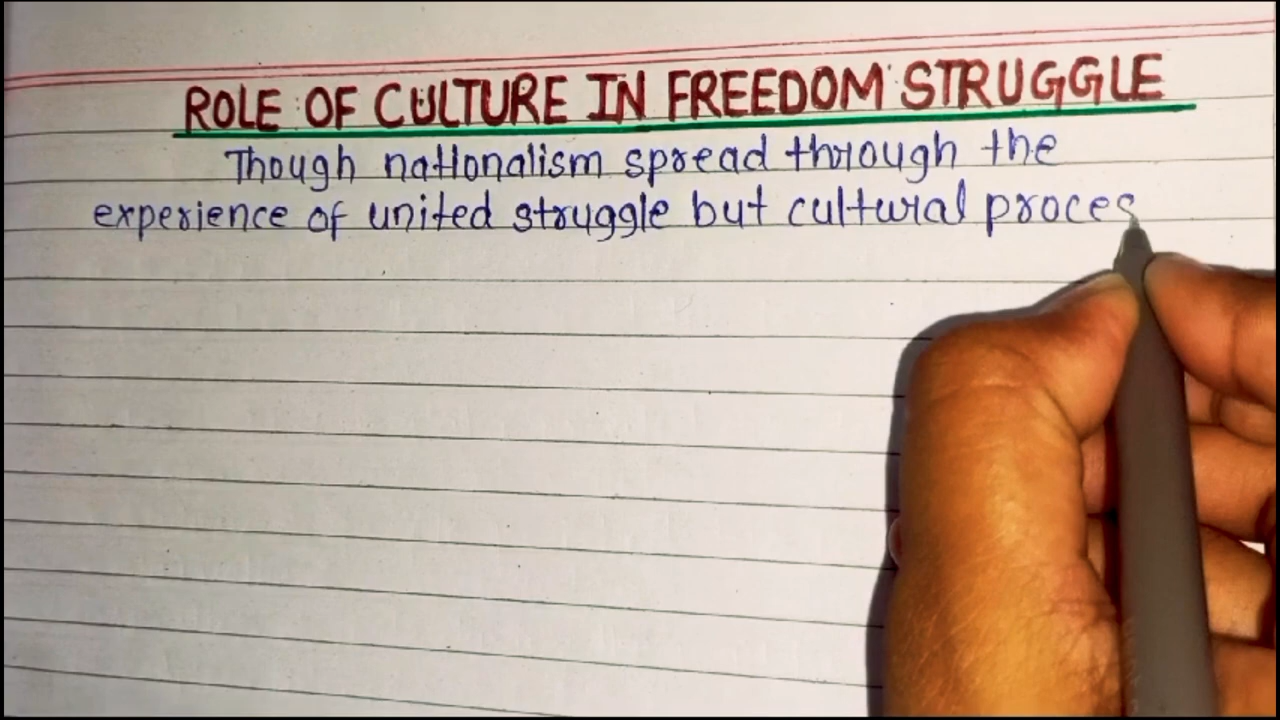 ROLE OF CULTURE IN FREEDOM STRUGGLE
Though nationalism spread through the
experience of united struggle but cultural proces